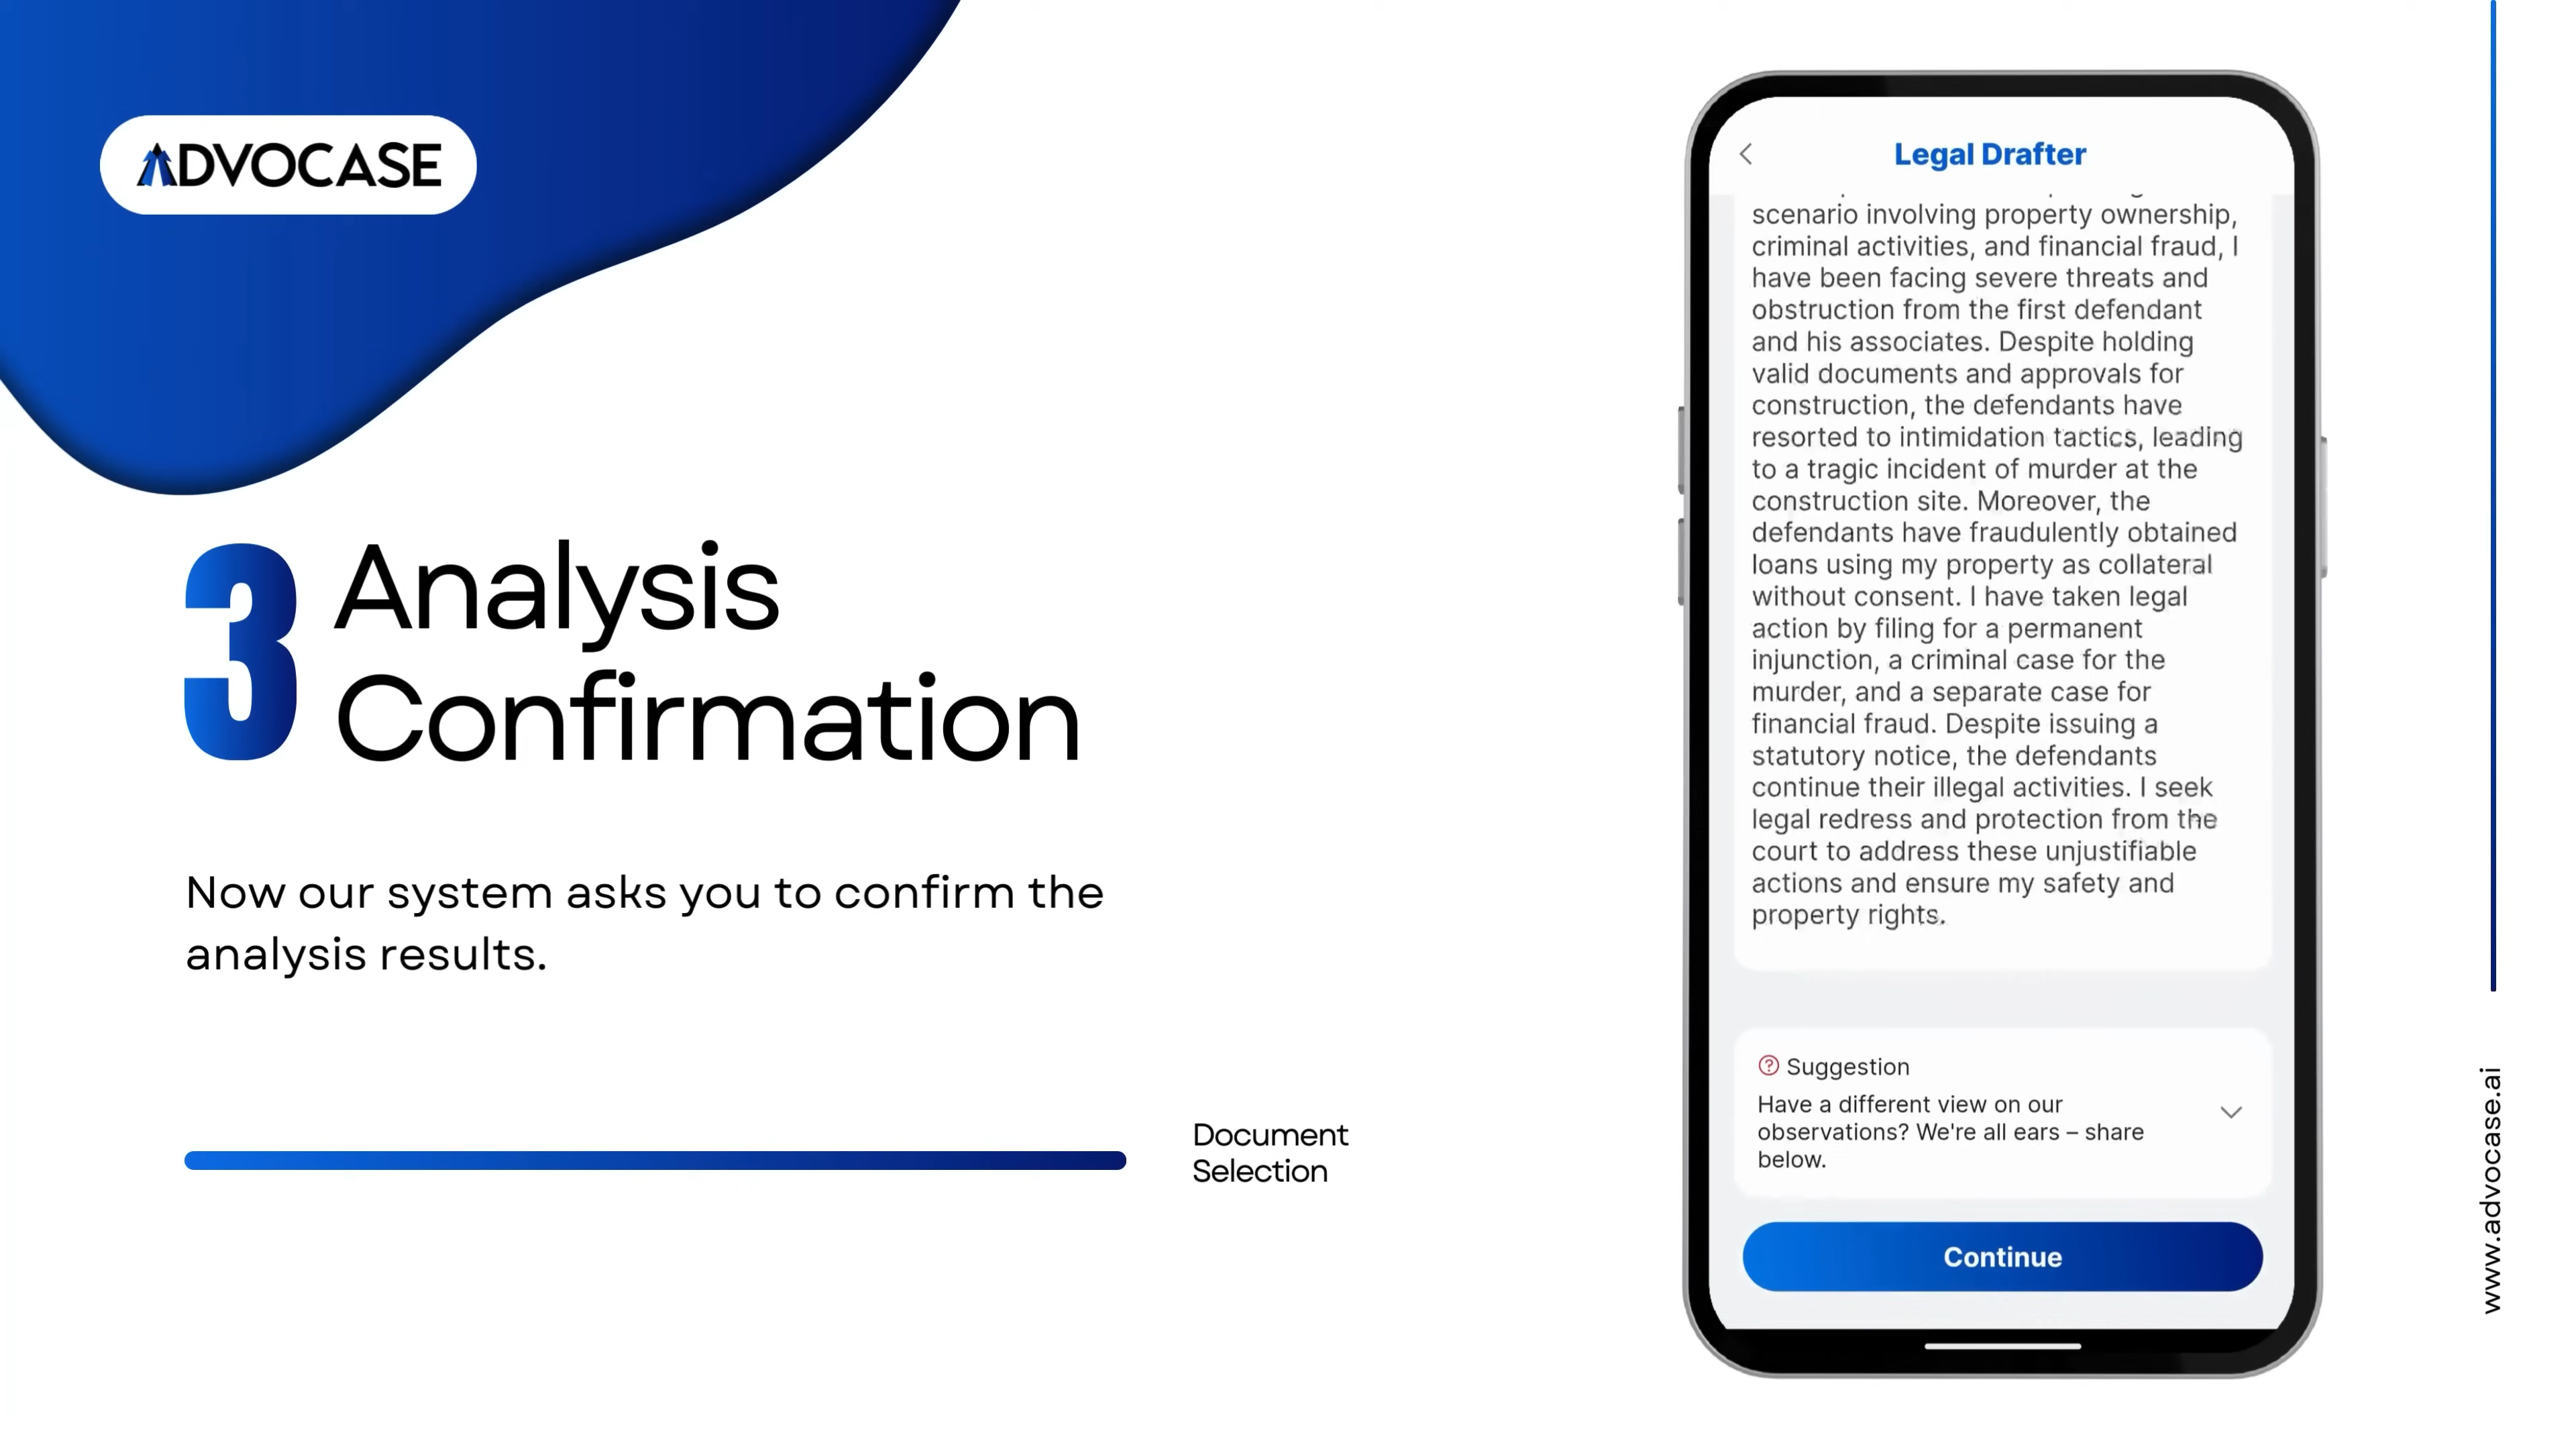 ADVOCASE
3
Analysis
Confirmation
Now our system asks you to confirm the
analysis results.
Document
Selection
Legal Drafter
scenario involving property ownership,
criminal activities, and financial fraud, I
have been facing severe threats and
obstruction from the first defendant
and his associates. Despite holding
valid documents and approvals for
construction, the defendants have
resorted to intimidation tactics, leading
to a tragic incident of murder at the
construction site. Moreover, the
defendants have fraudulently obtained
loans using my property as collateral
without consent. I have taken legal
action by filing for a permanent
injunction, a criminal case for the
murder, and a separate case for
financial fraud. Despite issuing a
statutory notice, the defendants
continue their illegal activities. I seek
legal redress and protection from the
court to address these unjustifiable
actions and ensure my safety and
property rights.
Suggestion
Have a different view on our
observations? We're all ears – share
below.
Continue
www.advocase.ai